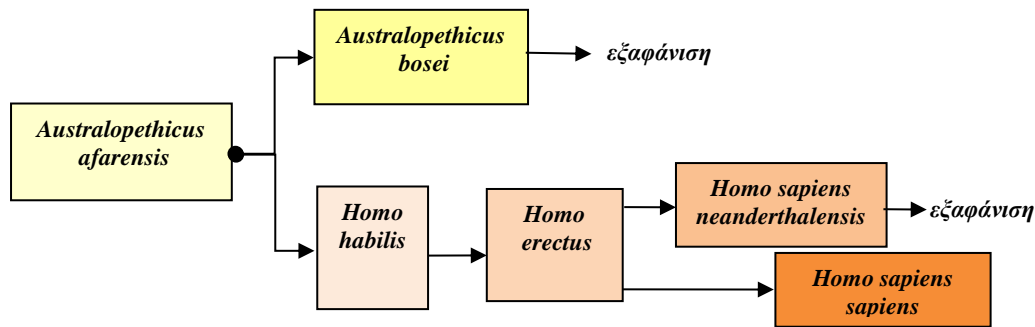 Australopethicus
bosei
εξαφάνιση
Australopethicus
afarensis
Homo
habilis
Homo
erectus
Homo sapiens
neanderthalensis
εξαφάνιση
Homo sapiens
sapiens